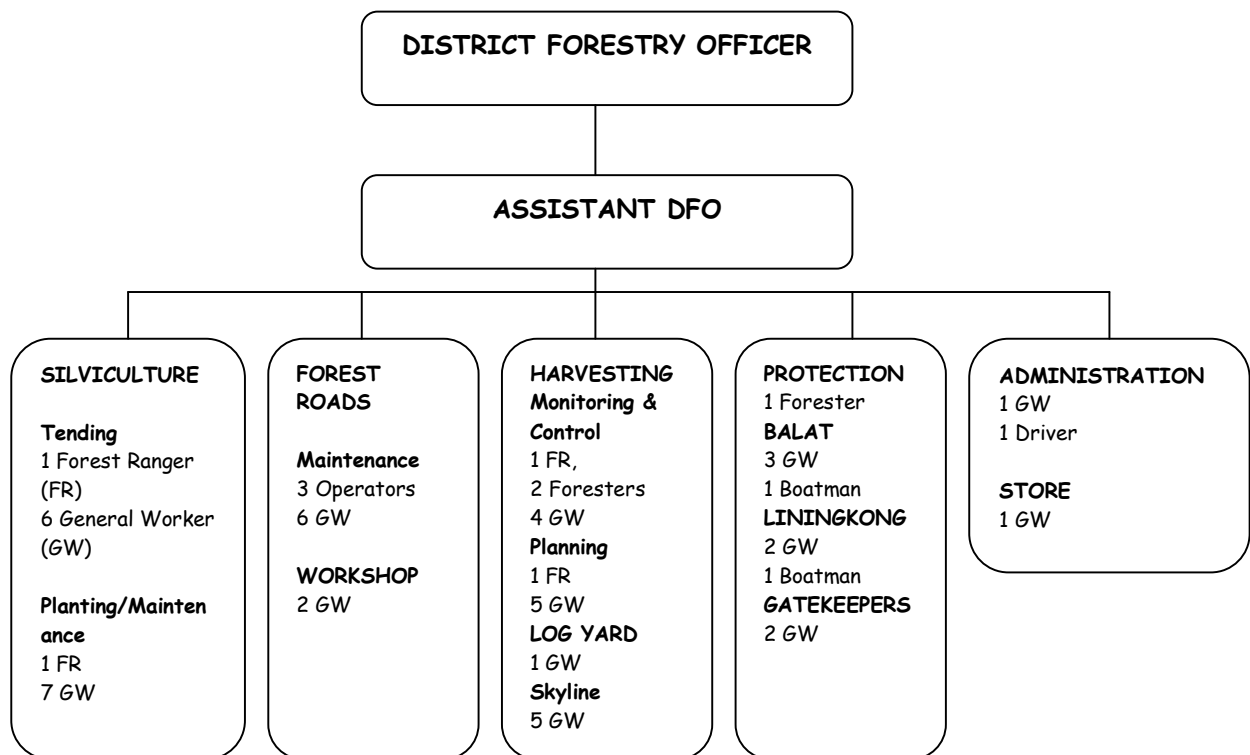 DISTRICT FORESTRY OFFICER
ASSISTANT DFO
SILVICULTURE
Tending
1 Forest Ranger
(FR)
6 General Worker
(GW)
Planting/Mainten
ance
1 FR
7 GW
FOREST
ROADS
Maintenance
3 Operators
6 GW
WORKSHOP
2 GW
HARVESTING
Monitoring &
Control
1 FR,
2 Foresters
4 GW
Planning
1 FR
5 GW
LOG YARD
1 GW
Skyline
5 GW
PROTECTION
1 Forester
BALAT
3 GW
1 Boatman
LININGKONG
2 GW
1 Boatman
GATEKEEPERS
2 GW
ADMINISTRATION
1 GW
1 Driver
STORE
1 GW